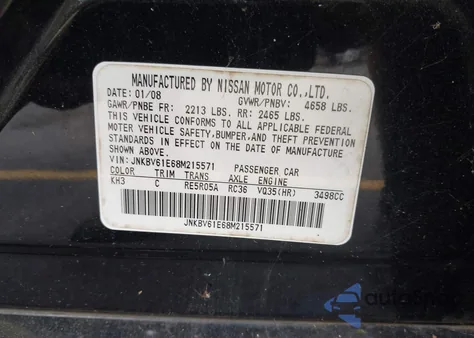 MANUFACTURED BY NISSAN MOTOR CO.,LTD.
DATE: 01/08 GVWR/PNBV: 4658 LBS.
GAWR/PNBE FR: 2213 LBS. RR: 2465 LBS.
THIS VEHICLE CONFORMS TO ALL APPLICABLE FEDERAL
MOTOR VEHICLE SAFETY,BUMPER,AND THEFT PREVENTION
STANDARDS IN EFFECT ON THE DATE OF MANUFACTURE
SHOWN ABOVE.
VIN: JNKBV61E68M215571 PASSENGER CAR
COLOR TRIM TRANS AXLE ENGINE
KH3 C RE5R05A RC36 VQ35(HR) 3498CC
JNKBV61E68M215571